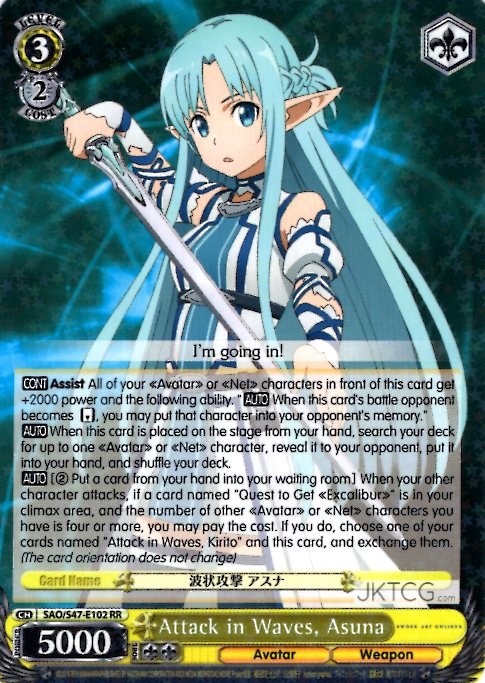 LEVEL
3
2
COST
I'm going in!
CONT Assist All of your «Avatar» or «Net» characters in front of this card get
+2000 power and the following ability. "AUTO When this card's battle opponent
becomes, you may put that character into your opponent's memory."
AUTO When this card is placed on the stage from your hand, search your deck
for up to one «Avatar» or «Net» character, reveal it to your opponent, put it
into your hand, and shuffle your deck.
AUTO [② Put a card from your hand into your waiting room] When your other
character attacks, if a card named "Quest to Get «Excalibur»" is in your
climax area, and the number of other «Avatar» or «Net» characters you
have is four or more, you may pay the cost. If you do, choose one of your
cards named "Attack in Waves, Kirito" and this card, and exchange them.
(The card orientation does not change)
Card Name 波状攻撃 アスナ
JKTCG.com
CH SAO/S47-E102 RR
5000
POWER
SOUL
Attack in Waves, Asuna
SWORD ART ONLINE
Avatar
Weapon